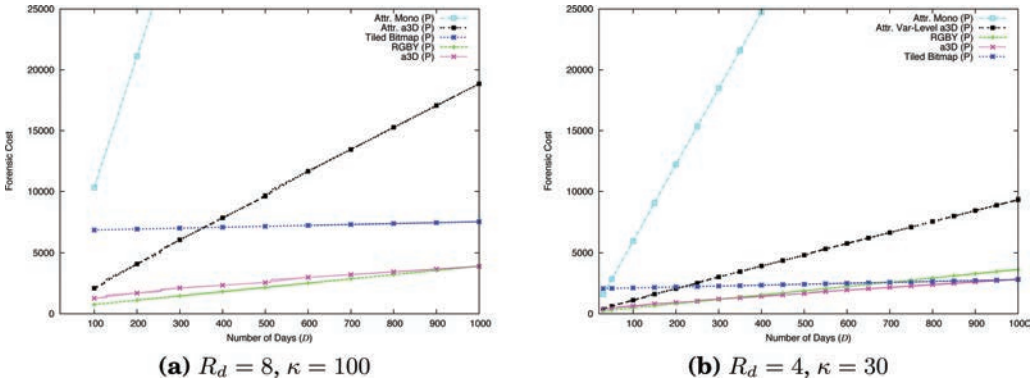 25000
20000
15000
10000
5000
0
Forensic Cost
Attr. Mono (P)
Attr. a3D (P)
Tiled Bitmap (P)
RGBY (P)
a3D (P)
100 200 300 400 500 600 700 800 900 1000
Number of Days (D)
(a) R_d = 8, κ = 100
25000
20000
15000
10000
5000
0
Forensic Cost
Attr. Mono (P)
Attr. Var-Level a3D (P)
RGBY (P)
a3D (P)
Tiled Bitmap (P)
100 200 300 400 500 600 700 800 900 1000
Number of Days (D)
(b) R_d = 4, κ = 30